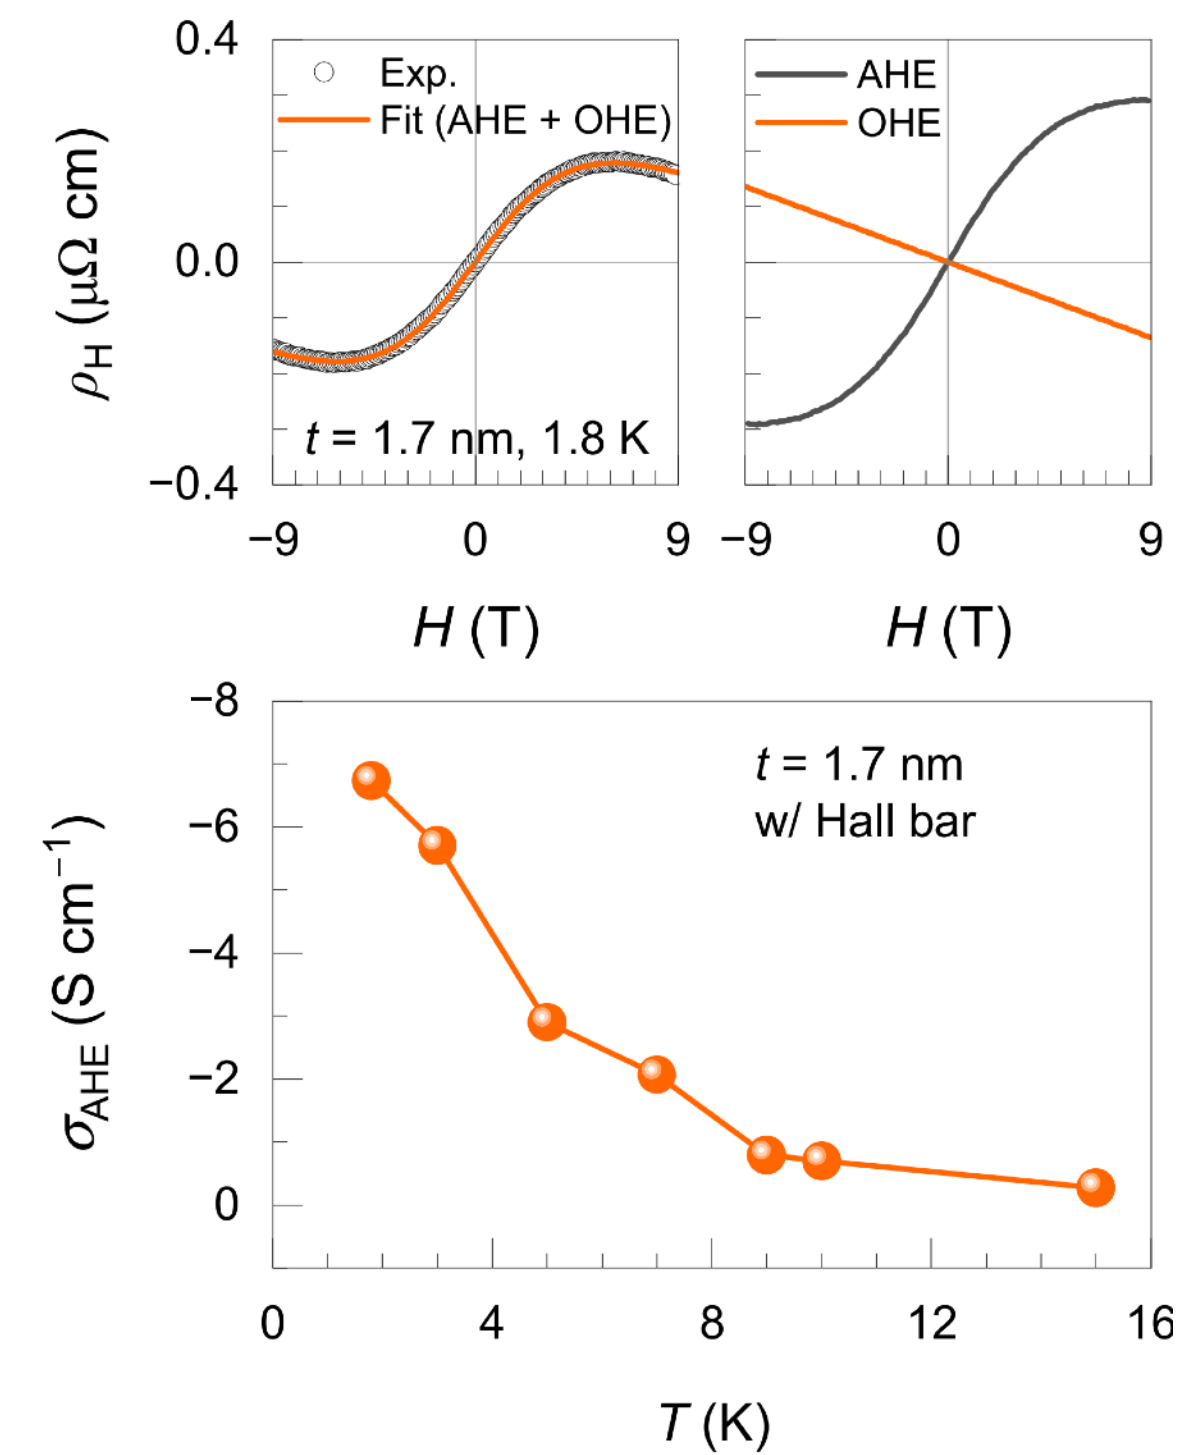 0.4
0.0
−0.4
ρH (μΩ cm)
Exp.
Fit (AHE + OHE)
t = 1.7 nm, 1.8 K
−9 0 9
H (T)
AHE
OHE
−9 0 9
H (T)
−8
−6
−4
−2
0
σAHE (S cm−1)
t = 1.7 nm
w/ Hall bar
0 4 8 12 16
T (K)